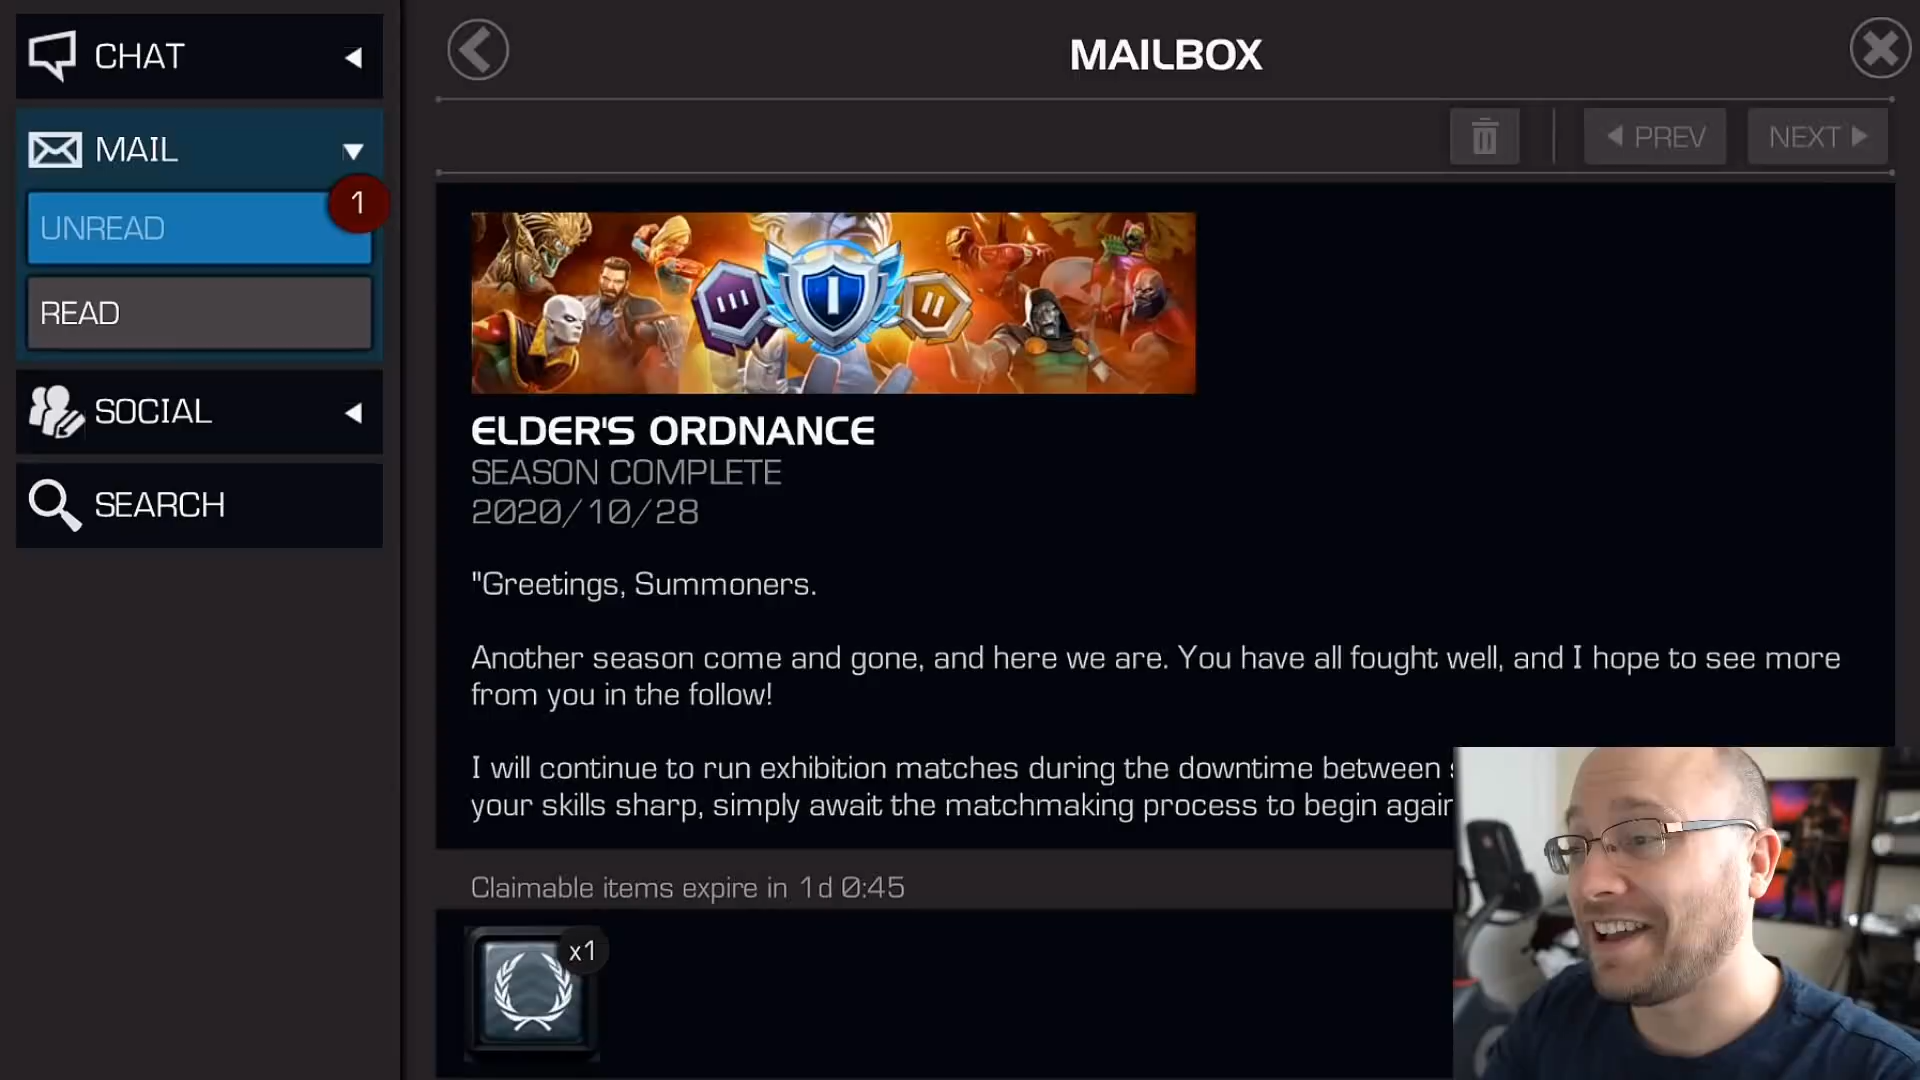 CHAT
MAIL
UNREAD
1
READ
SOCIAL
SEARCH
MAILBOX
PREV
NEXT
III
I
II
ELDER'S ORDNANCE
SEASON COMPLETE
2020/10/28
"Greetings, Summoners.
Another season come and gone, and here we are. You have all fought well, and I hope to see more
from you in the follow!
I will continue to run exhibition matches during the downtime between
your skills sharp, simply await the matchmaking process to begin again
Claimable items expire in 1d 0:45
x1